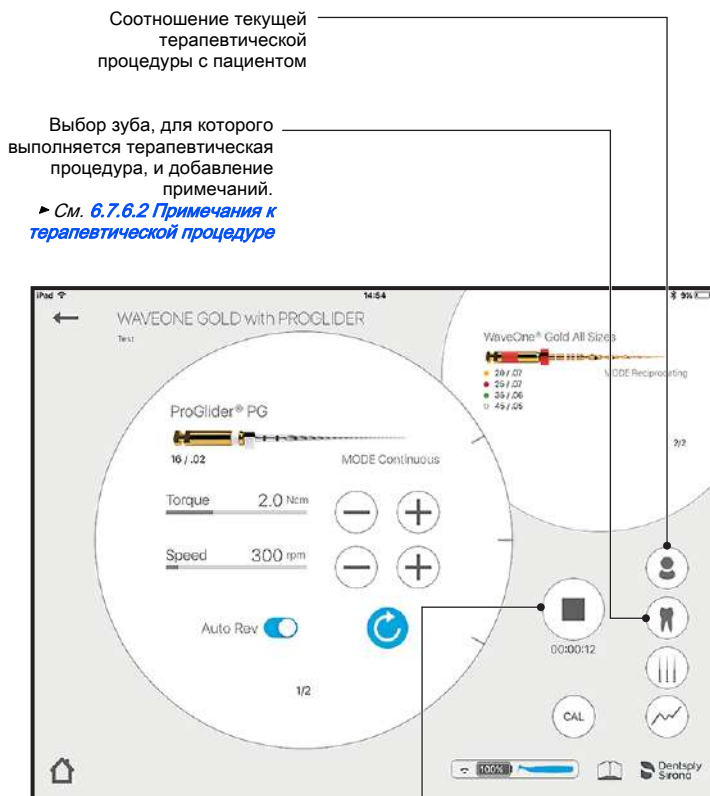 Соотношение текущей
терапевтической
процедуры с пациентом
Выбор зуба, для которого
выполняется терапевтическая
процедура, и добавление
примечаний.
► См. 6.7.6.2 Примечания к
терапевтической процедуре
iPad 14:54 9%
WAVEONE GOLD with PROGLIDER
Test
WaveOne® Gold All Sizes
20 / .07 MODE Reciprocating
25 / .07
35 / .06
45 / .05
2/2
ProGlider® PG
16 / .02 MODE Continuous
Torque 2.0 Ncm
Speed 300 rpm
Auto Rev
1/2
00:00:12
CAL
100%
Dentsply
Sirona